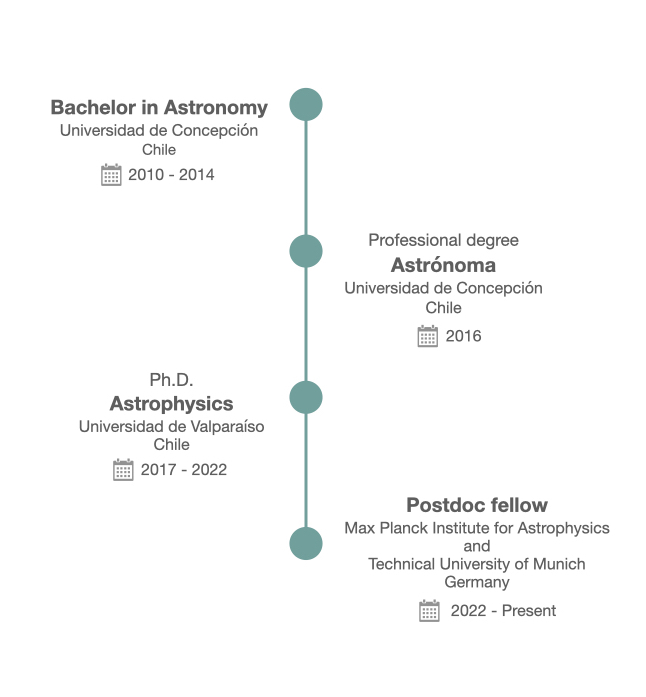 Bachelor in Astronomy
Universidad de Concepción
Chile
2010 - 2014
Professional degree
Astrónoma
Universidad de Concepción
Chile
2016
Ph.D.
Astrophysics
Universidad de Valparaíso
Chile
2017 - 2022
Postdoc fellow
Max Planck Institute for Astrophysics
and
Technical University of Munich
Germany
2022 - Present